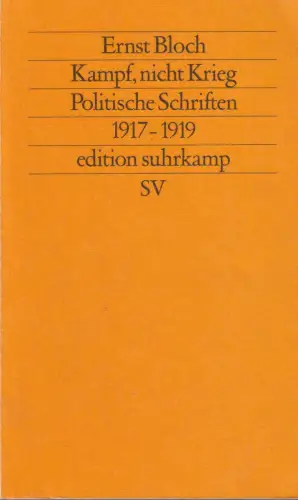 Ernst Bloch
Kampf, nicht Krieg
Politische Schriften
1917–1919
edition suhrkamp
SV